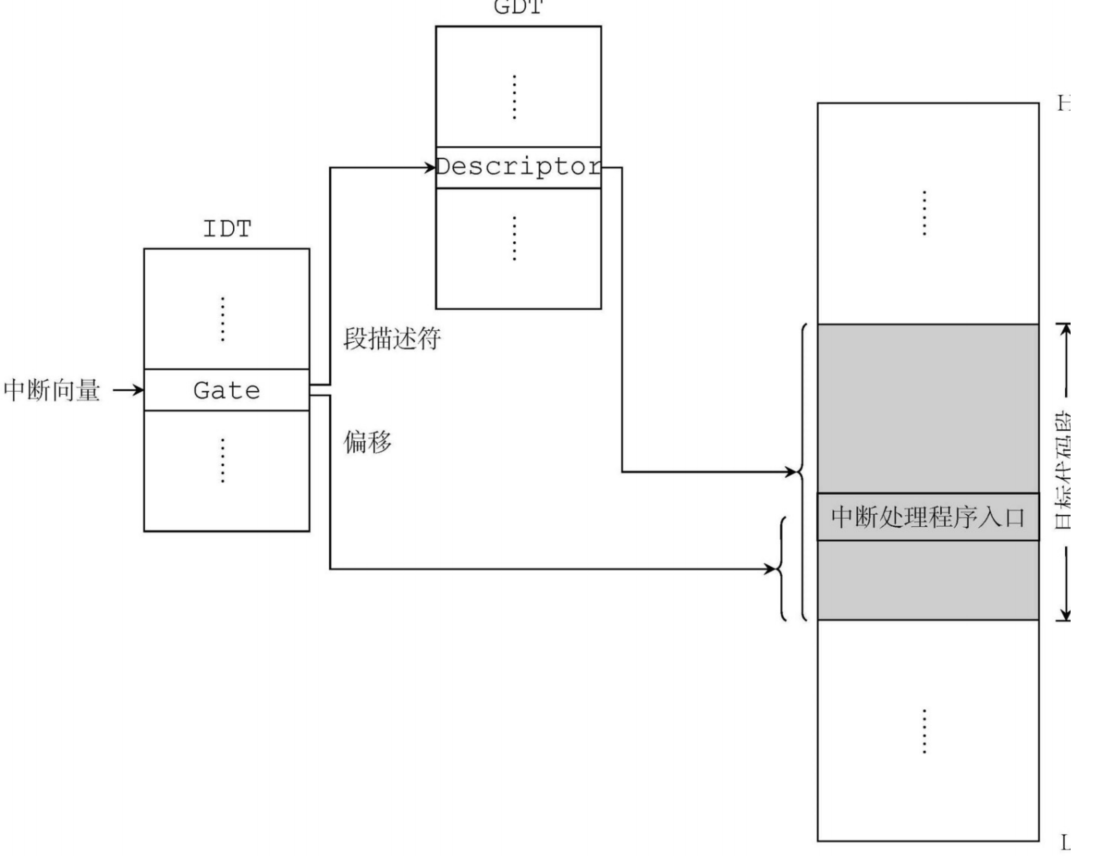 GDT
Descriptor
IDT
段描述符
中断向量
Gate
偏移
H
目标代码段
中断处理程序入口
L